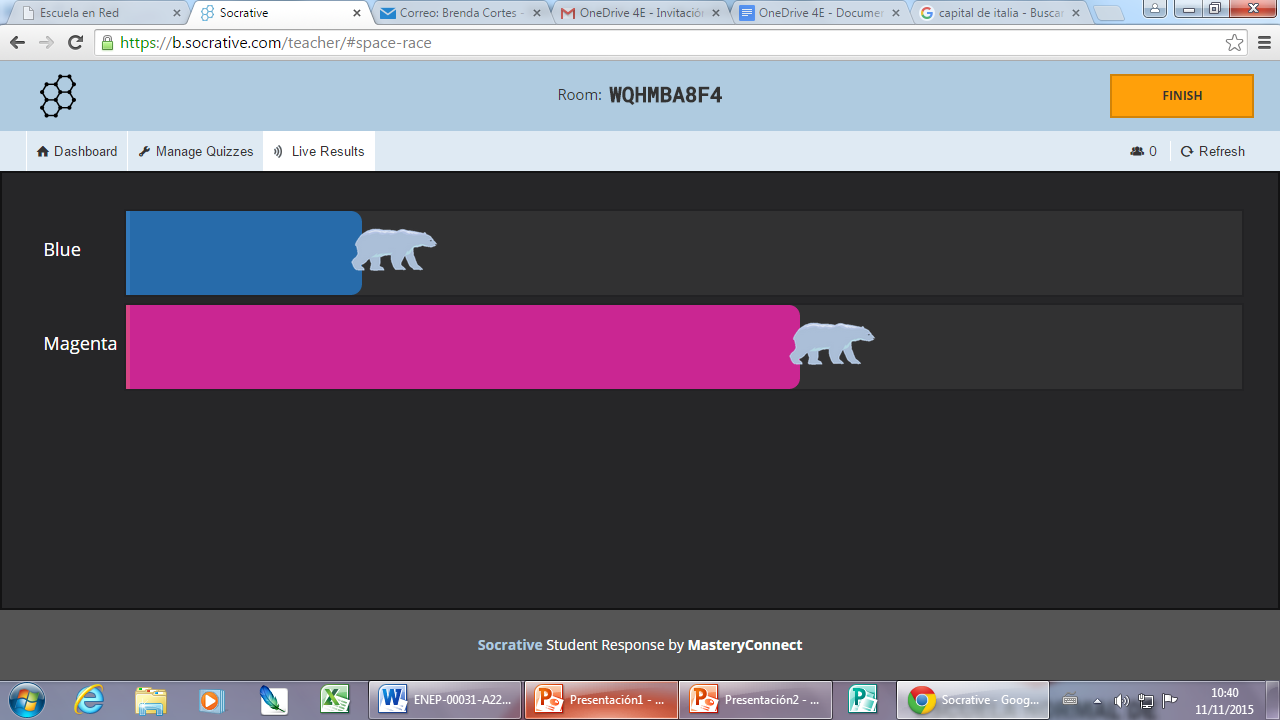 Escuela en Red
Socrative
Correo: Brenda Cortes -
OneDrive 4E - Invitación
OneDrive 4E - Documen
capital de italia - Buscar
https://b.socrative.com/teacher/#space-race
Room: WQHMBA8F4
FINISH
Dashboard
Manage Quizzes
Live Results
0
Refresh
Blue
Magenta
Socrative Student Response by MasteryConnect
ENEP-00031-A22...
Presentación1 - ...
Presentación2 - ...
Socrative - Goog...
10:40
11/11/2015